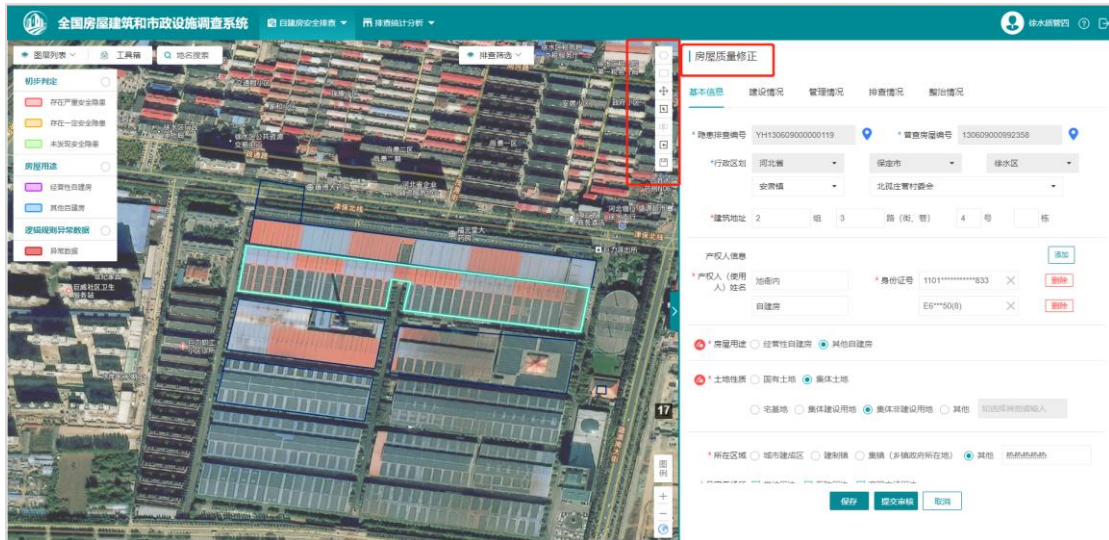 全国房屋建筑和市政设施调查系统
自建房安全排查
排查统计分析
徐水质管四
图层列表
工具箱
地名搜索
排查筛选
初步判定
存在严重安全隐患
存在一定安全隐患
未发现安全隐患
房屋用途
经营性自建房
其他自建房
逻辑规则异常数据
异常数据
17
图例
房屋质量修正
基本信息 建设情况 管理情况 排查情况 整治情况
* 隐患排查编号 YH130609000000119 * 普查房屋编号 130609000992358
*行政区划 河北省 保定市 徐水区
安肃镇 北孤庄营村委会
*建筑地址 2 组 3 路（街、巷） 4 号 栋
产权人信息 添加
* 产权人（使用人）姓名 * 身份证号 1101***********833 删除
自建房 E6***50(8) 删除
* 房屋用途 经营性自建房 其他自建房
* 土地性质 国有土地 集体土地
宅基地 集体建设用地 集体非建设用地 其他
* 所在区域 城市建成区 建制镇 集镇（乡镇政府所在地） 其他
保存 提交审核 取消